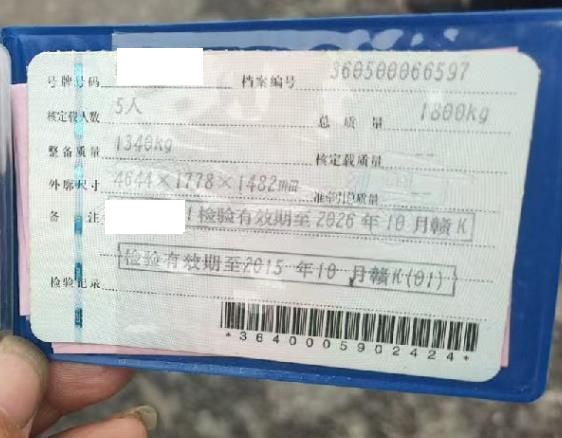 号牌号码 档案编号 360500066597
核定载人数 5人 总质量 1800kg
整备质量 1340kg 核定载质量 --
外廓尺寸 4644×1778×1482mm 准牵引总质量 --
备注 检验有效期至2026年10月赣K
检验有效期至2015年10月赣K(01)
检验记录
*3640005902424*